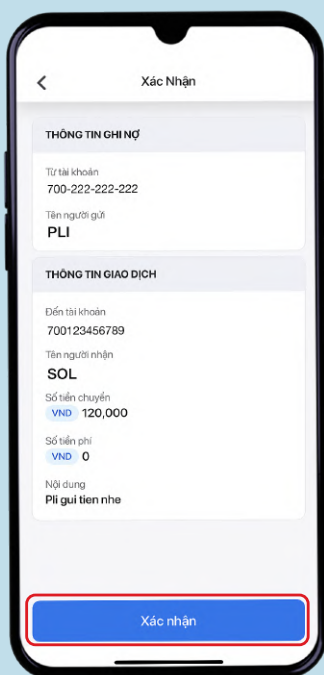 Xác Nhận
THÔNG TIN GHI NỢ
Từ tài khoản
700-222-222-222
Tên người gửi
PLI
THÔNG TIN GIAO DỊCH
Đến tài khoản
700123456789
Tên người nhận
SOL
Số tiền chuyển
VND 120,000
Số tiền phí
VND 0
Nội dung
Pli gui tien nhe
Xác nhận